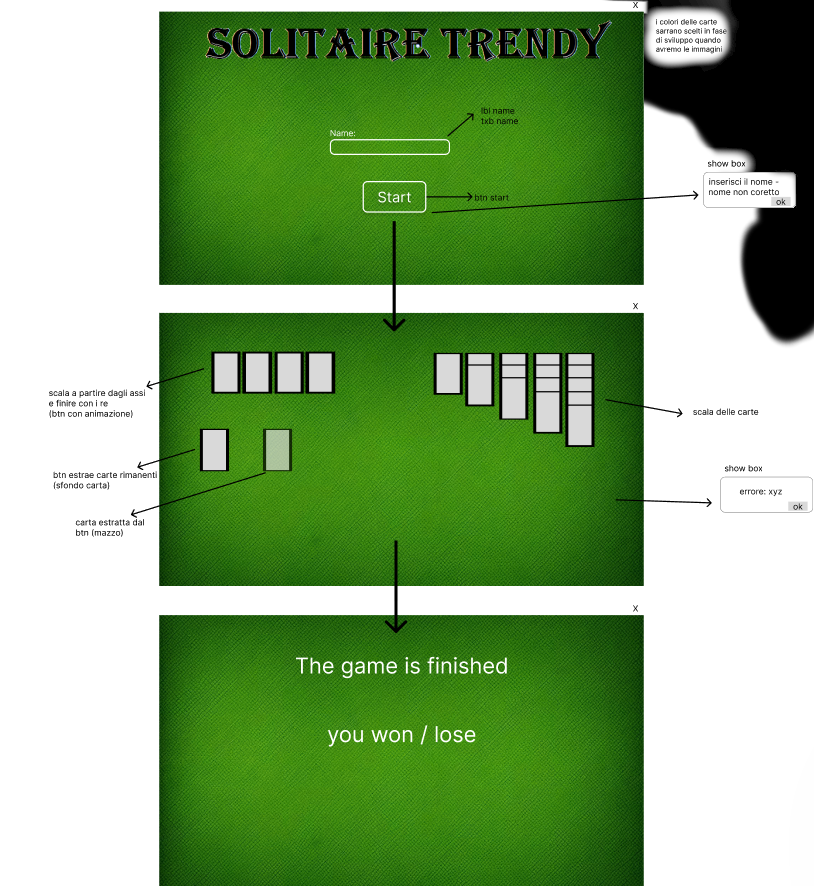 X
SOLITAIRE TRENDY
i colori delle carte
sarrano scelti in fase
di sviluppo quando
avremo le immagini
lbl name
txb name
Name:
show box
inserisci il nome -
nome non coretto
ok
Start
btn start
X
scala a partire dagli assi
e finire con i re
(btn con animazione)
scala delle carte
btn estrae carte rimanenti
(sfondo carta)
show box
errore: xyz
ok
carta estratta dal
btn (mazzo)
X
The game is finished
you won / lose